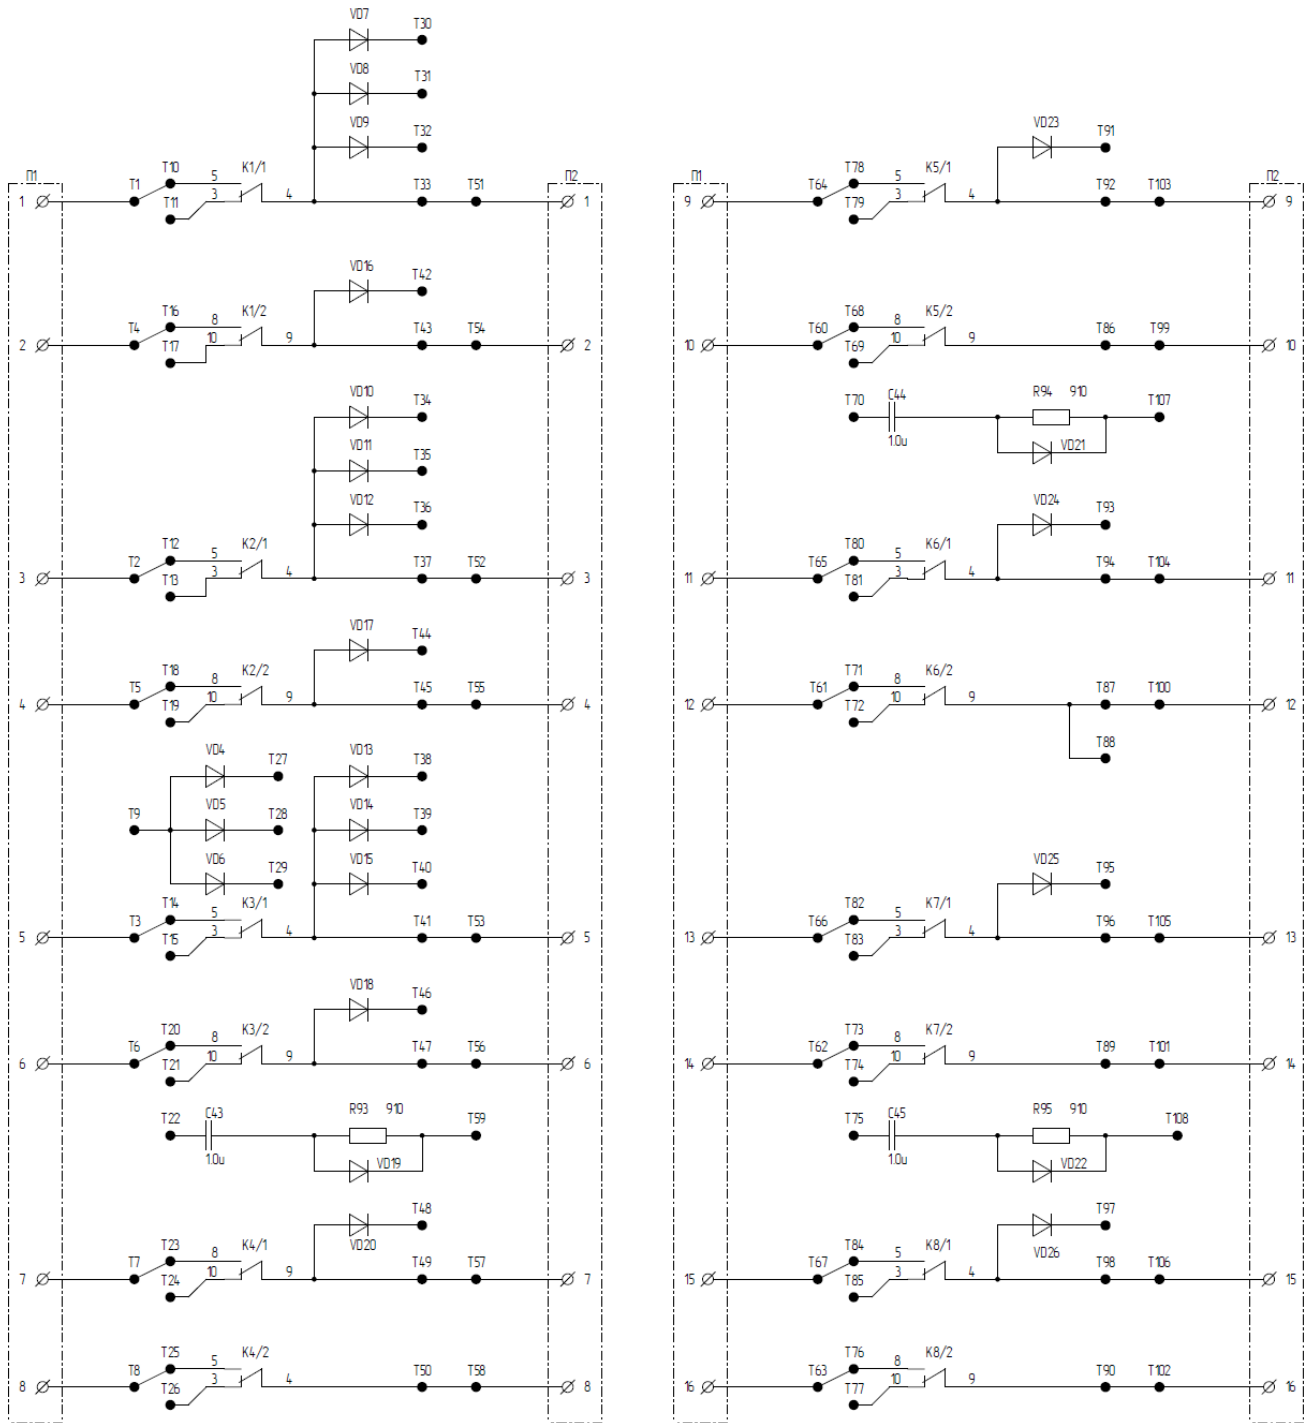 VD7 T30
VD8 T31
VD9 T32
П1 T1 T10 5 K1/1 T33 T51 П2
1 T11 3 4 1
VD16 T42
T4 T16 8 K1/2 T43 T54
2 T17 10 9 2
VD10 T34
VD11 T35
VD12 T36
T2 T12 5 K2/1 T37 T52
3 T13 3 4 3
VD17 T44
T5 T18 8 K2/2 T45 T55
4 T19 10 9 4
VD4 T27 VD13 T38
T9 VD5 T28 VD14 T39
VD6 T29 VD15 T40
T3 T14 5 K3/1 T41 T53
5 T15 3 4 5
VD18 T46
T6 T20 8 K3/2 T47 T56
6 T21 10 9 6
T22 C43 R93 910 T59
1.0u VD19
T48
VD20
T7 T23 8 K4/1 T49 T57
7 T24 10 9 7
T8 T25 5 K4/2 T50 T58
8 T26 3 4 8
VD23 T91
П1 T64 T78 5 K5/1 T92 T103 П2
9 T79 3 4 9
T60 T68 8 K5/2 T86 T99
10 T69 10 9 10
T70 C44 R94 910 T107
1.0u VD21
VD24 T93
T65 T80 5 K6/1 T94 T104
11 T81 3 4 11
T61 T71 8 K6/2 T87 T100
12 T72 10 9 12
T88
VD25 T95
T66 T82 5 K7/1 T96 T105
13 T83 3 4 13
T62 T73 8 K7/2 T89 T101
14 T74 10 9 14
T75 C45 R95 910 T108
1.0u VD22
T97
VD26
T67 T84 5 K8/1 T98 T106
15 T85 3 4 15
T63 T76 8 K8/2 T90 T102
16 T77 10 9 16